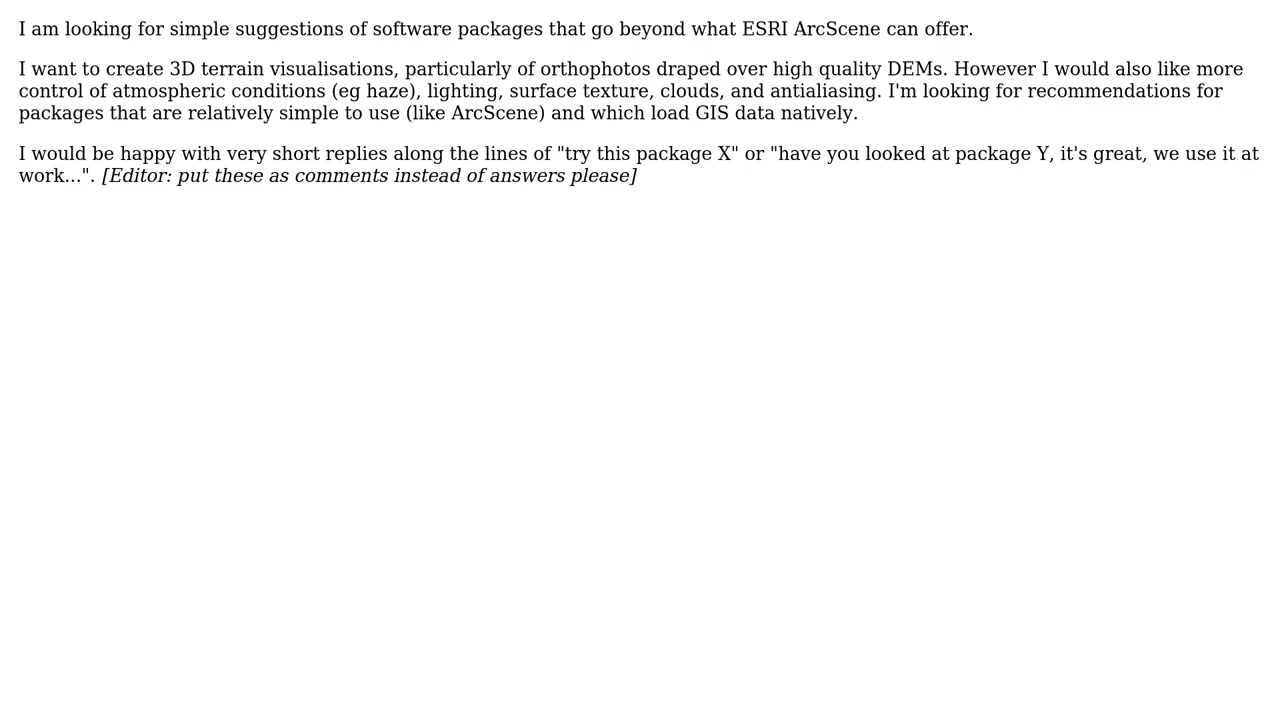 I am looking for simple suggestions of software packages that go beyond what ESRI ArcScene can offer.
I want to create 3D terrain visualisations, particularly of orthophotos draped over high quality DEMs. However I would also like more
control of atmospheric conditions (eg haze), lighting, surface texture, clouds, and antialiasing. I'm looking for recommendations for
packages that are relatively simple to use (like ArcScene) and which load GIS data natively.
I would be happy with very short replies along the lines of "try this package X" or "have you looked at package Y, it's great, we use it at
work...". [Editor: put these as comments instead of answers please]